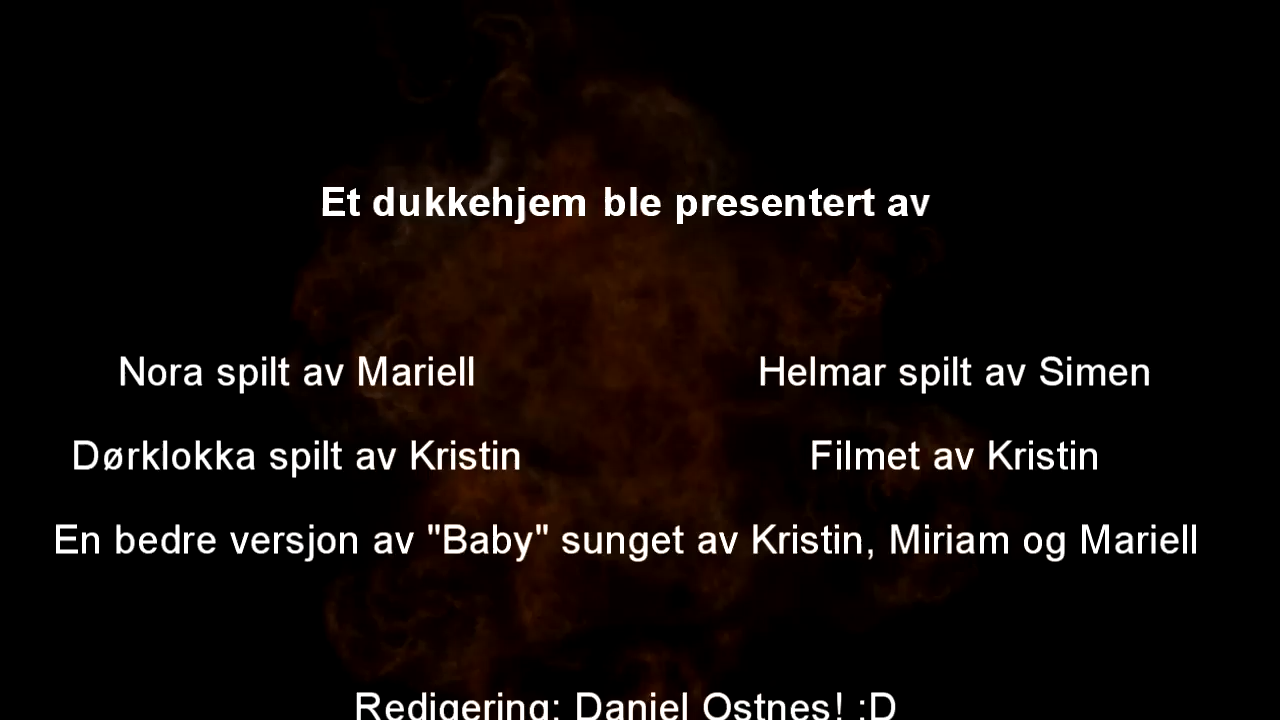 Et dukkehjem ble presentert av
Nora spilt av Mariell
Helmar spilt av Simen
Dørklokka spilt av Kristin
Filmet av Kristin
En bedre versjon av "Baby" sunget av Kristin, Miriam og Mariell
Redigering: Daniel Ostnes! :D